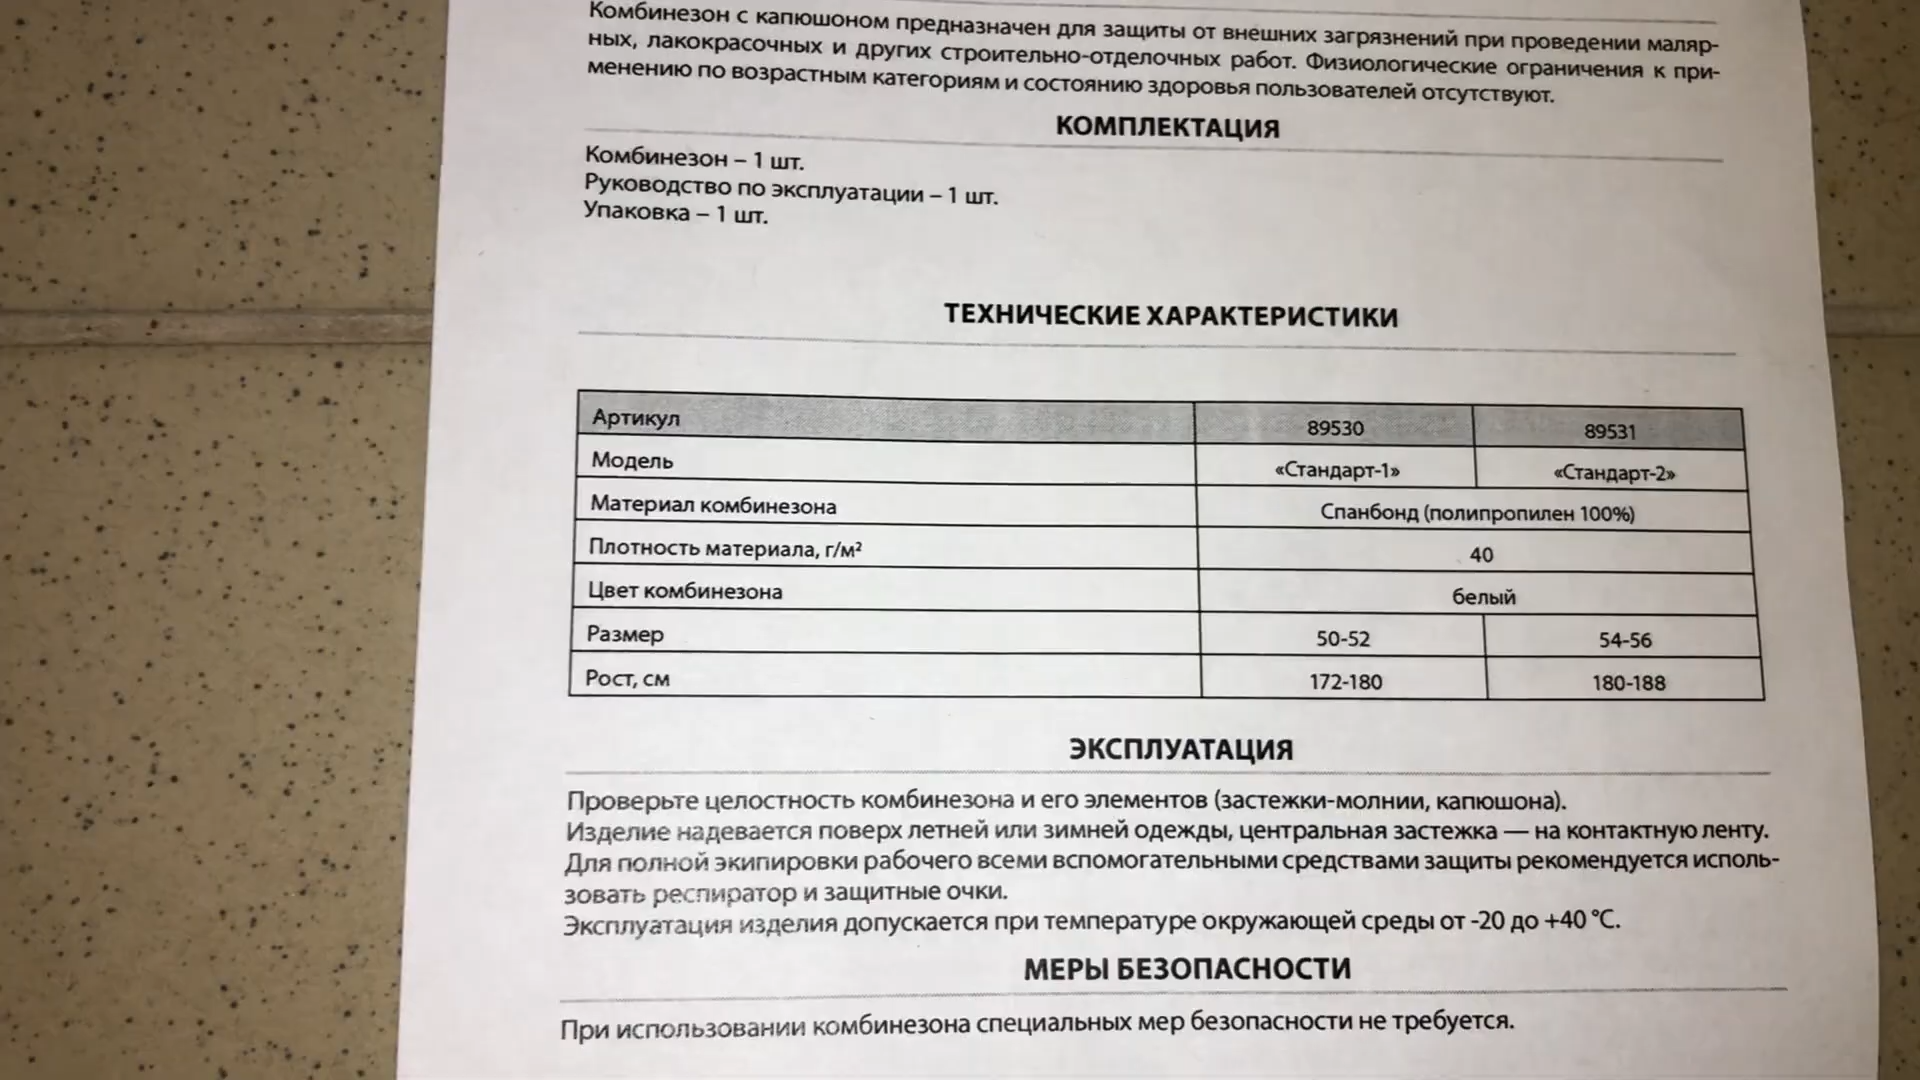 Комбинезон с капюшоном предназначен для защиты от внешних загрязнений при проведении маляр-
ных, лакокрасочных и других строительно-отделочных работ. Физиологические ограничения к при-
менению по возрастным категориям и состоянию здоровья пользователей отсутствуют.
КОМПЛЕКТАЦИЯ
Комбинезон – 1 шт.
Руководство по эксплуатации – 1 шт.
Упаковка – 1 шт.
ТЕХНИЧЕСКИЕ ХАРАКТЕРИСТИКИ
Артикул 89530 89531
Модель «Стандарт-1» «Стандарт-2»
Материал комбинезона Спанбонд (полипропилен 100%)
Плотность материала, г/м² 40
Цвет комбинезона белый
Размер 50-52 54-56
Рост, см 172-180 180-188
ЭКСПЛУАТАЦИЯ
Проверьте целостность комбинезона и его элементов (застежки-молнии, капюшона).
Изделие надевается поверх летней или зимней одежды, центральная застежка — на контактную ленту.
Для полной экипировки рабочего всеми вспомогательными средствами защиты рекомендуется исполь-
зовать респиратор и защитные очки.
Эксплуатация изделия допускается при температуре окружающей среды от -20 до +40 °С.
МЕРЫ БЕЗОПАСНОСТИ
При использовании комбинезона специальных мер безопасности не требуется.